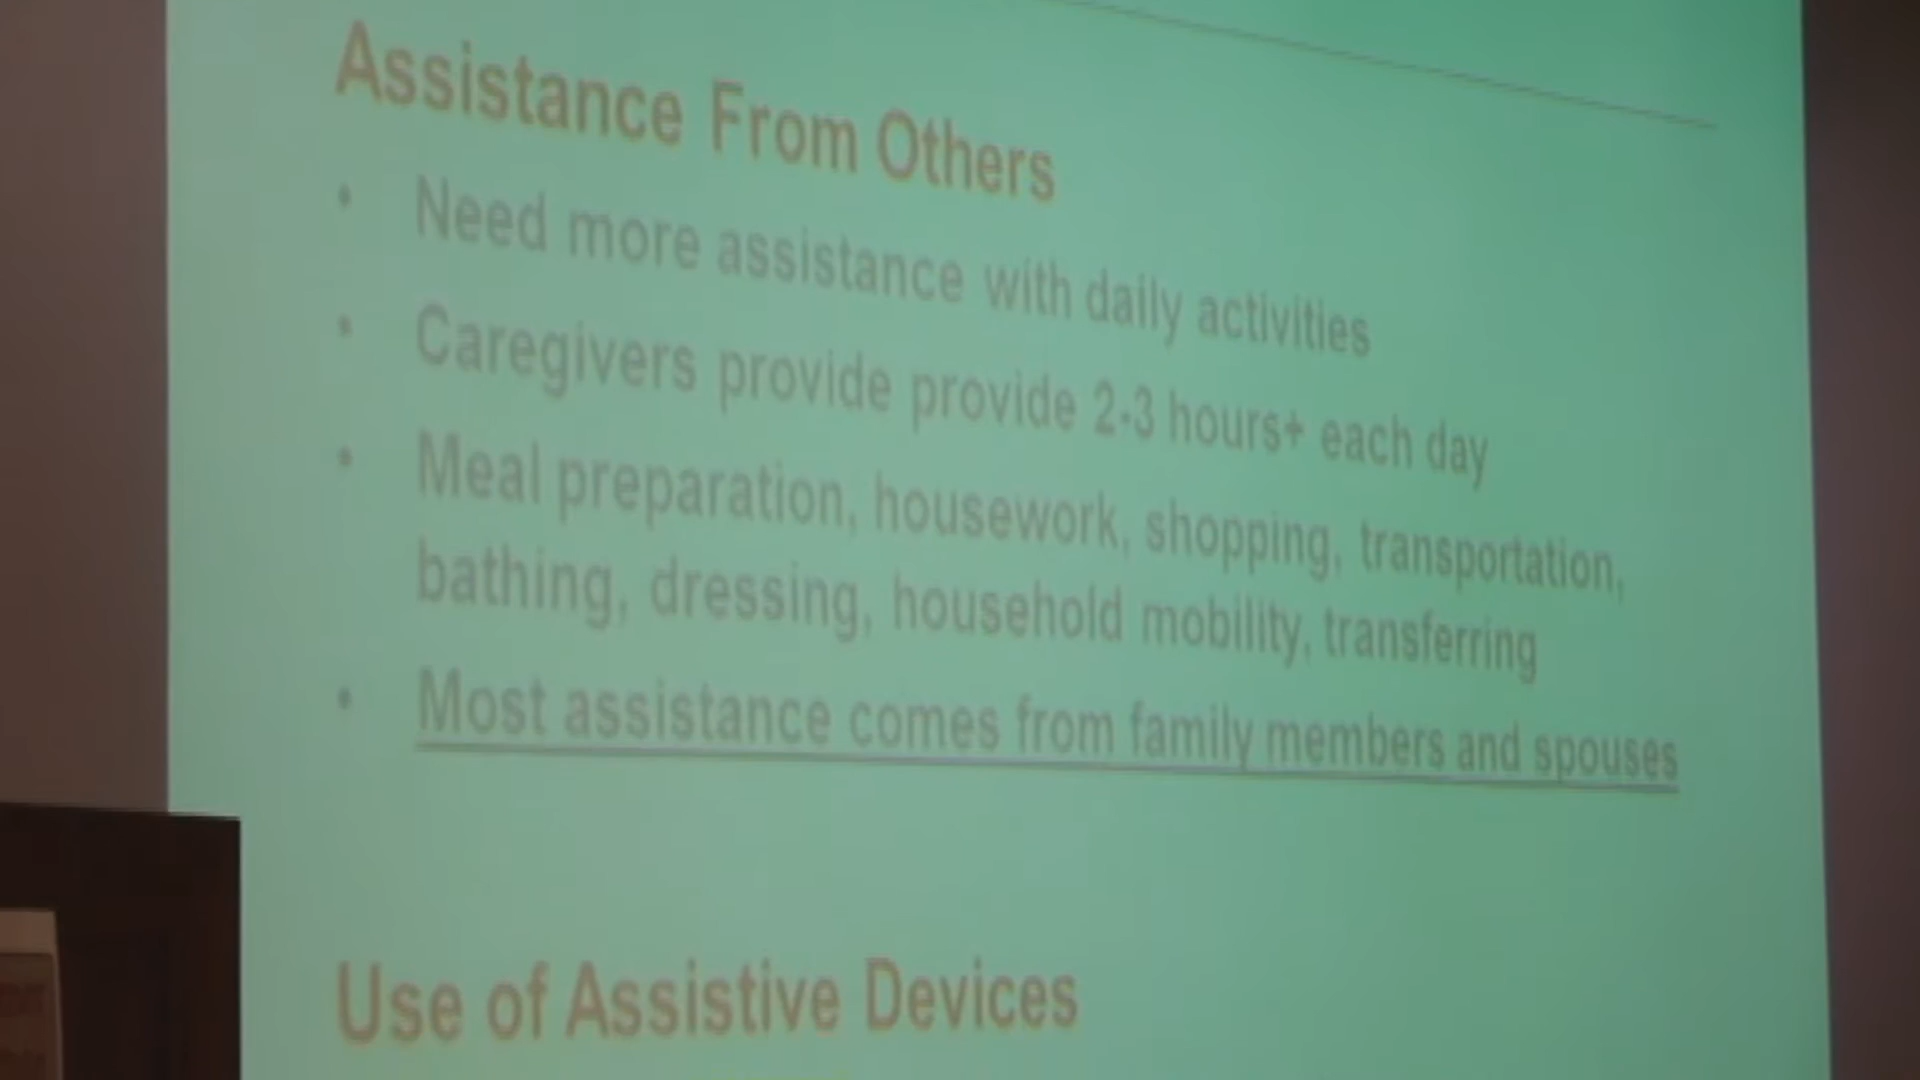 Assistance From Others
• Need more assistance with daily activities
• Caregivers provide provide 2-3 hours+ each day
• Meal preparation, housework, shopping, transportation,
bathing, dressing, household mobility, transferring
• Most assistance comes from family members and spouses
Use of Assistive Devices